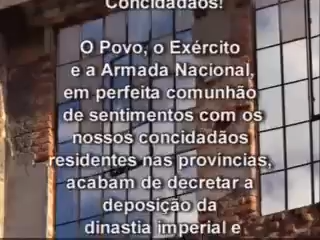 Concidadãos!
O Povo, o Exército
e a Armada Nacional,
em perfeita comunhão
de sentimentos com os
nossos concidadãos
residentes nas províncias,
acabam de decretar a
deposição da
dinastia imperial e